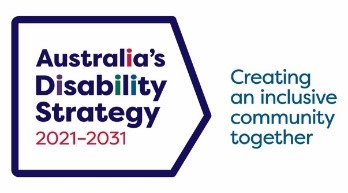 Australia's
Disability
Strategy
2021–2031
Creating
an inclusive
community
together